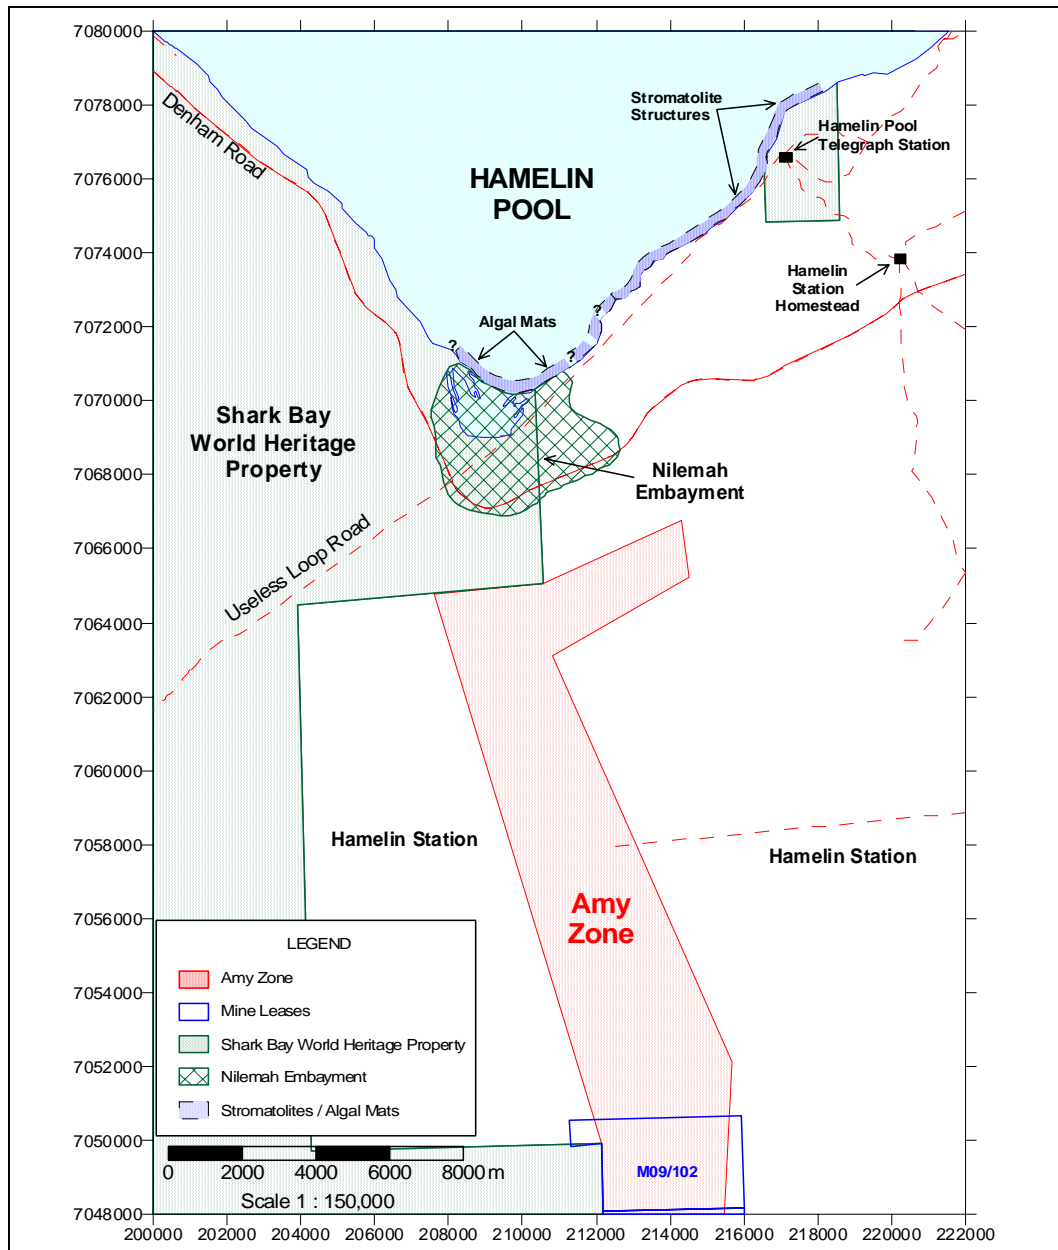 7080000
7078000
7076000
7074000
7072000
7070000
7068000
7066000
7064000
7062000
7060000
7058000
7056000
7054000
7052000
7050000
7048000
Denham Road
Stromatolite
Structures
Hamelin Pool
Telegraph Station
HAMELIN
POOL
Hamelin
Station
Homestead
?
Algal Mats
?
?
Shark Bay
World Heritage
Property
Nilemah
Embayment
Useless Loop Road
Hamelin Station
Hamelin Station
Amy
Zone
LEGEND
Amy Zone
Mine Leases
Shark Bay World Heritage Property
Nilemah Embayment
Stromatolites / Algal Mats
0 2000 4000 6000 8000 m
Scale 1 : 150,000
M09/102
200000 202000 204000 206000 208000 210000 212000 214000 216000 218000 220000 222000